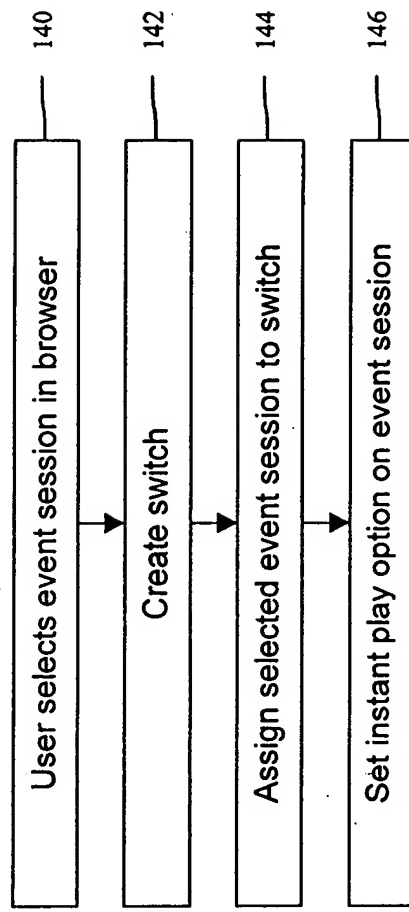 User selects event session in browser 140
Create switch 142
Assign selected event session to switch 144
Set instant play option on event session 146